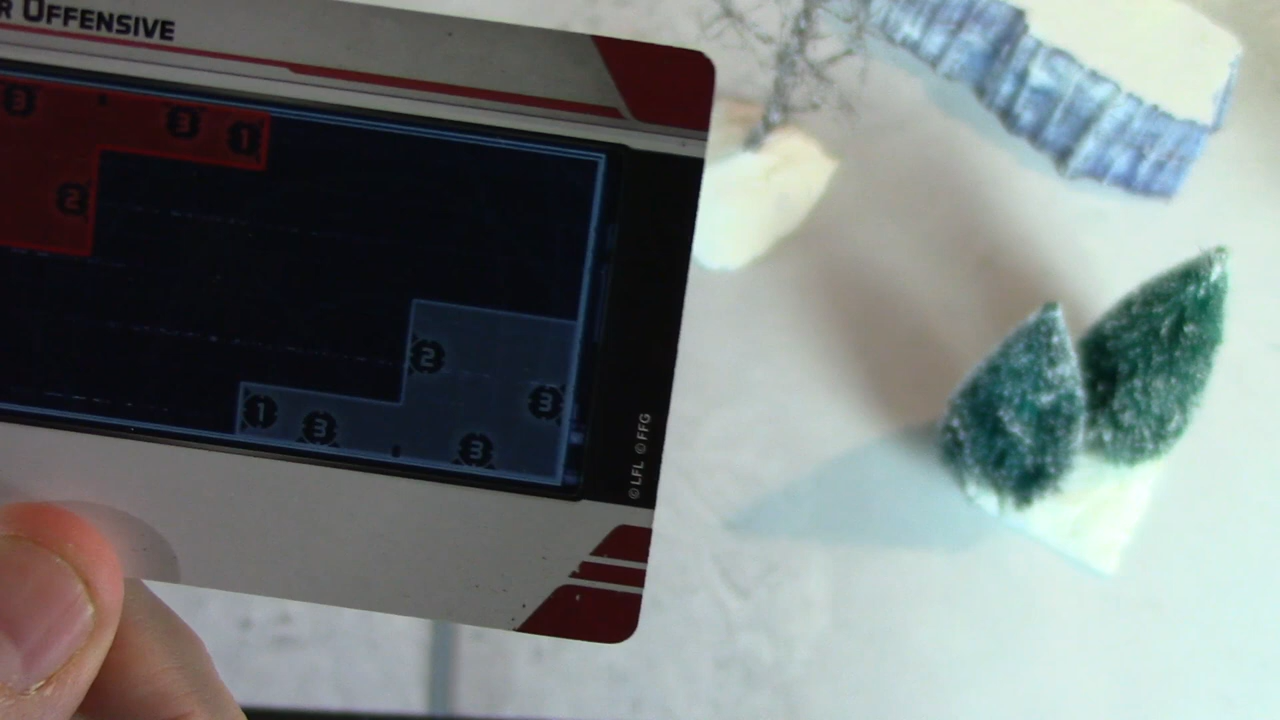 R OFFENSIVE
3 3 1
2
2
1 3 3 3
© LFL © FFG